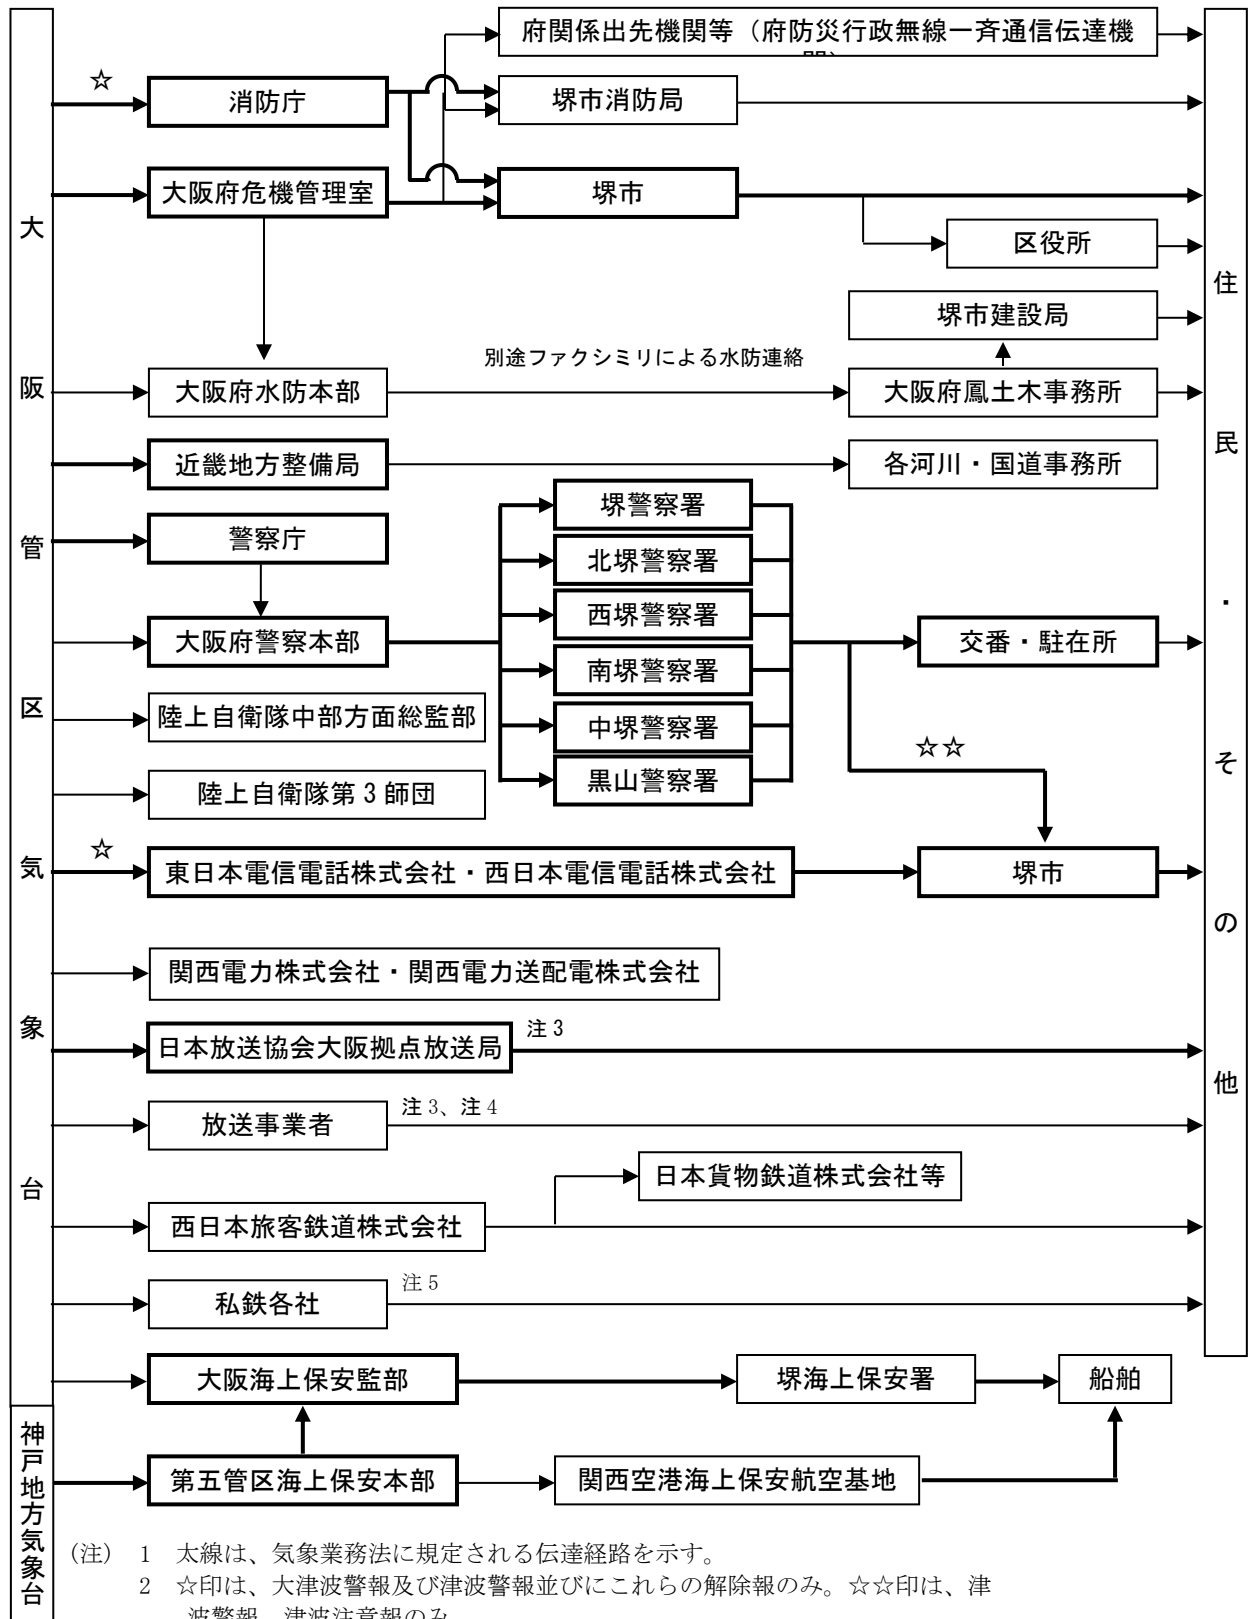 大阪管区気象台
神戸地方気象台
府関係出先機関等（府防災行政無線一斉通信伝達機
☆
消防庁
堺市消防局
大阪府危機管理室
堺市
区役所
堺市建設局
別途ファクシミリによる水防連絡
大阪府水防本部
大阪府鳳土木事務所
近畿地方整備局
各河川・国道事務所
警察庁
大阪府警察本部
堺警察署
北堺警察署
西堺警察署
南堺警察署
中堺警察署
黒山警察署
交番・駐在所
☆☆
陸上自衛隊中部方面総監部
陸上自衛隊第3師団
☆
東日本電信電話株式会社・西日本電信電話株式会社
堺市
関西電力株式会社・関西電力送配電株式会社
日本放送協会大阪拠点放送局
注3
放送事業者
注3、注4
日本貨物鉄道株式会社等
西日本旅客鉄道株式会社
私鉄各社
注5
大阪海上保安監部
堺海上保安署
船舶
第五管区海上保安本部
関西空港海上保安航空基地
住民・その他
(注) 1 太線は、気象業務法に規定される伝達経路を示す。
2 ☆印は、大津波警報及び津波警報並びにこれらの解除報のみ。☆☆印は、津
波警報、津波注意報のみ